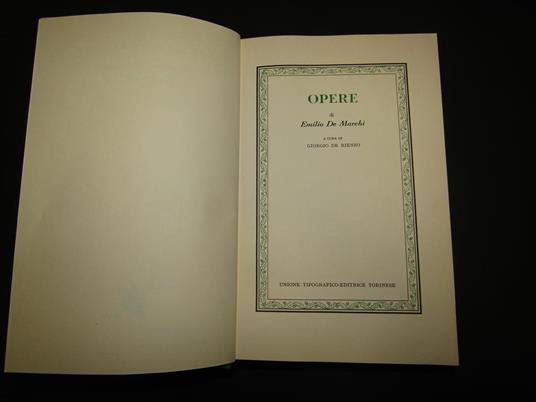 OPERE
di
Emilio De Marchi
A CURA DI
GIORGIO DE RIENZO
UNIONE TIPOGRAFICO-EDITRICE TORINESE